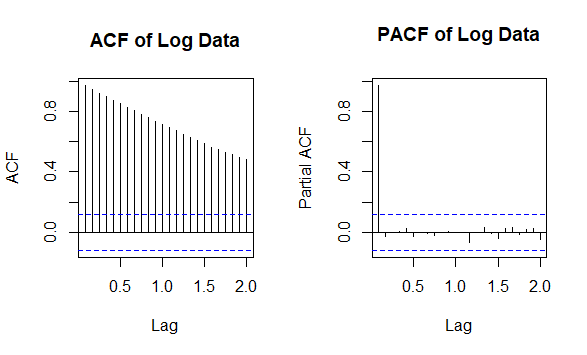 ACF of Log Data
ACF
0.0 0.4 0.8
0.5 1.0 1.5 2.0
Lag
PACF of Log Data
Partial ACF
0.0 0.4 0.8
0.5 1.0 1.5 2.0
Lag